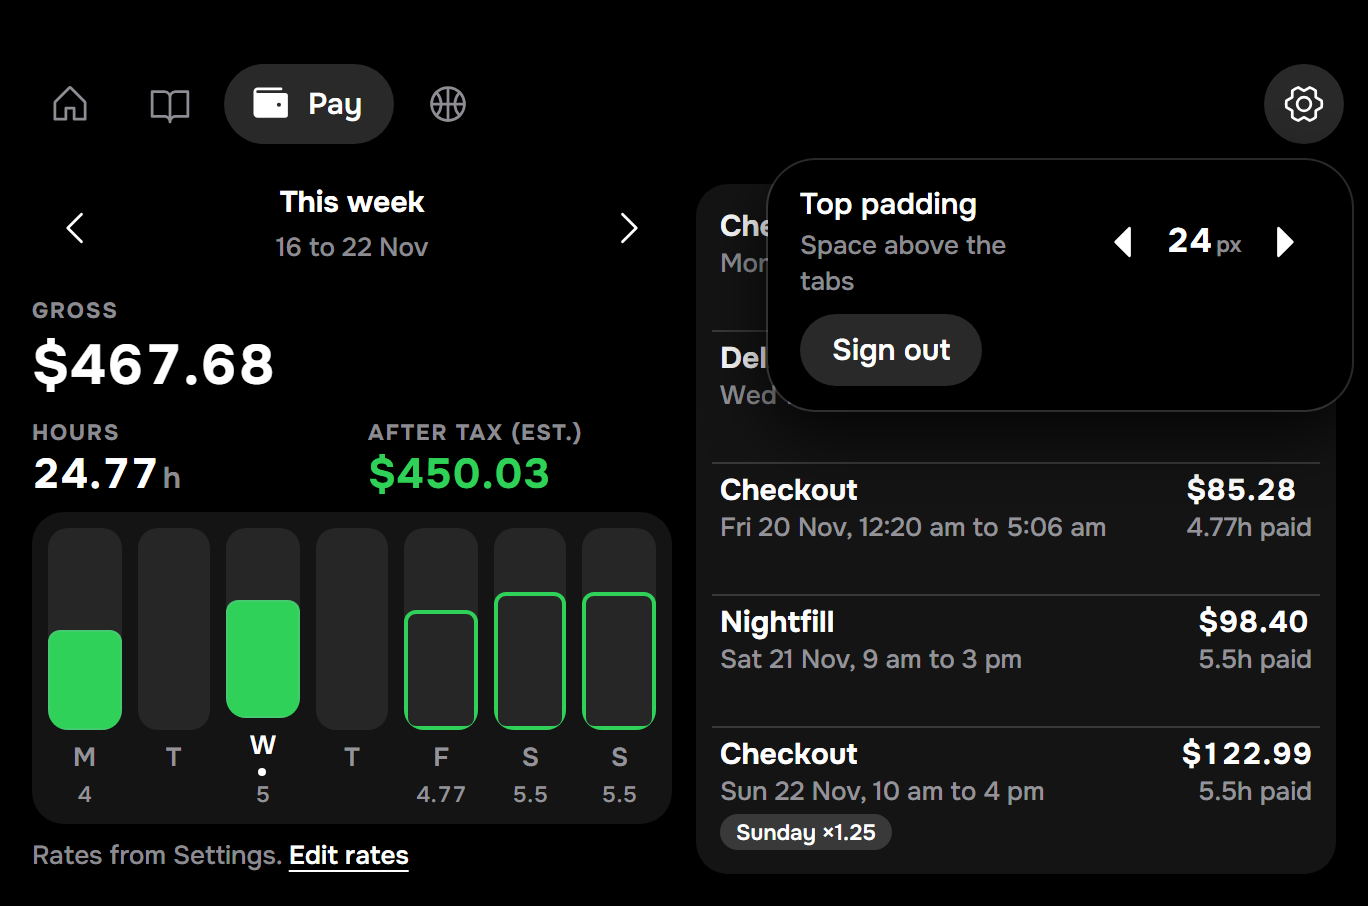 Pay
This week
16 to 22 Nov
GROSS
$467.68
HOURS
24.77h
AFTER TAX (EST.)
$450.03
M T W T F S S
4 5 4.77 5.5 5.5
Rates from Settings. Edit rates
Top padding
Space above the
tabs
24 px
Sign out
Wed
Checkout $85.28
Fri 20 Nov, 12:20 am to 5:06 am 4.77h paid
Nightfill $98.40
Sat 21 Nov, 9 am to 3 pm 5.5h paid
Checkout $122.99
Sun 22 Nov, 10 am to 4 pm 5.5h paid
Sunday ×1.25